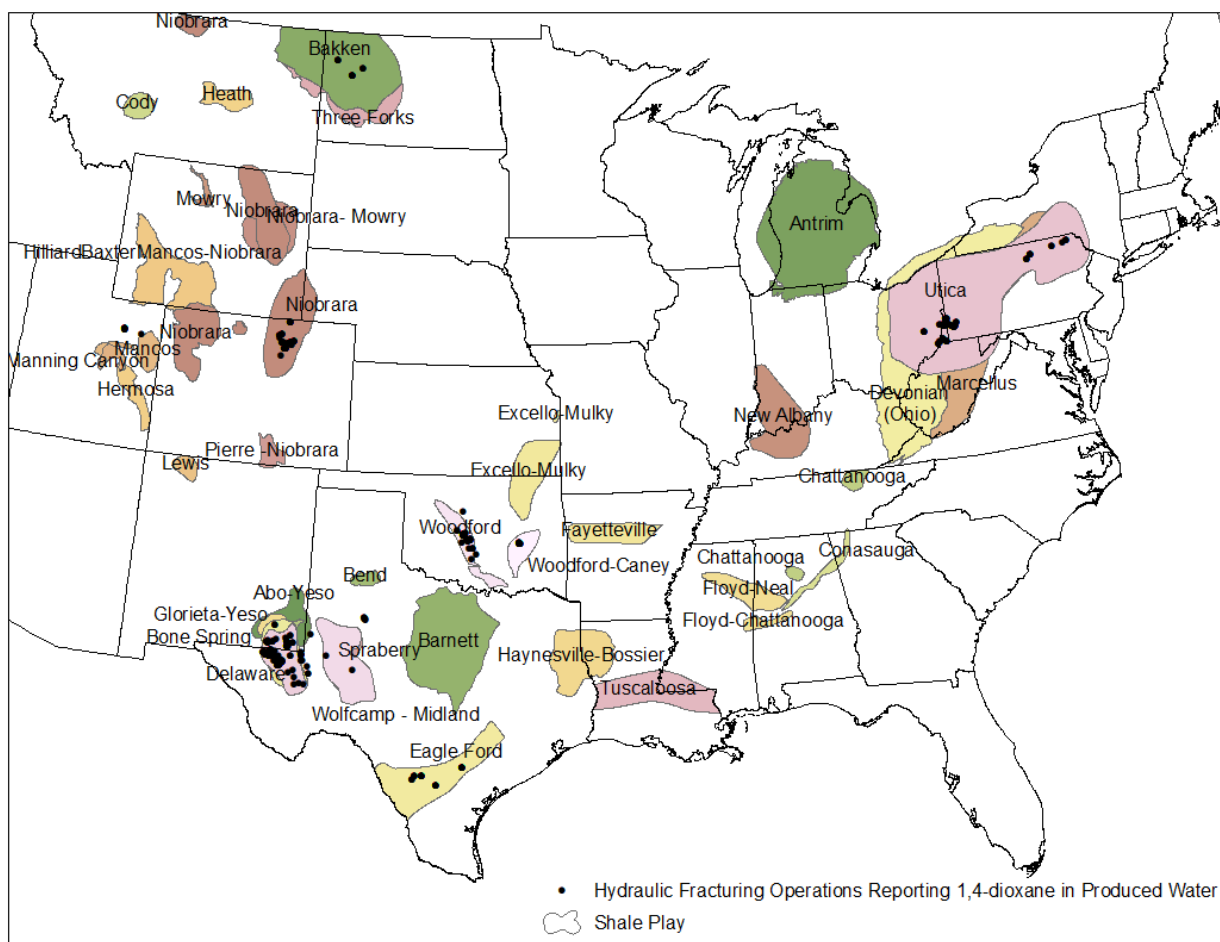 Niobrara
Bakken
Cody
Heath
Three Forks
Mowry
Niobrara
Niobrara- Mowry
Antrim
HilliardBaxterMancos-Niobrara
Utica
Niobrara
Niobrara
Manning Canyon
Mancos
Hermosa
Marcellus
Devonian
(Ohio)
New Albany
Excello-Mulky
Pierre -Niobrara
Lewis
Excello-Mulky
Chattanooga
Woodford
Fayetteville
Woodford-Caney
Chattanooga
Conasauga
Bend
Floyd-Neal
Abo-Yeso
Glorieta-Yeso
Floyd-Chattanooga
Bone Spring
Barnett
Spraberry
Haynesville-Bossier
Delaware
Tuscaloosa
Wolfcamp - Midland
Eagle Ford
Hydraulic Fracturing Operations Reporting 1,4-dioxane in Produced Water
Shale Play